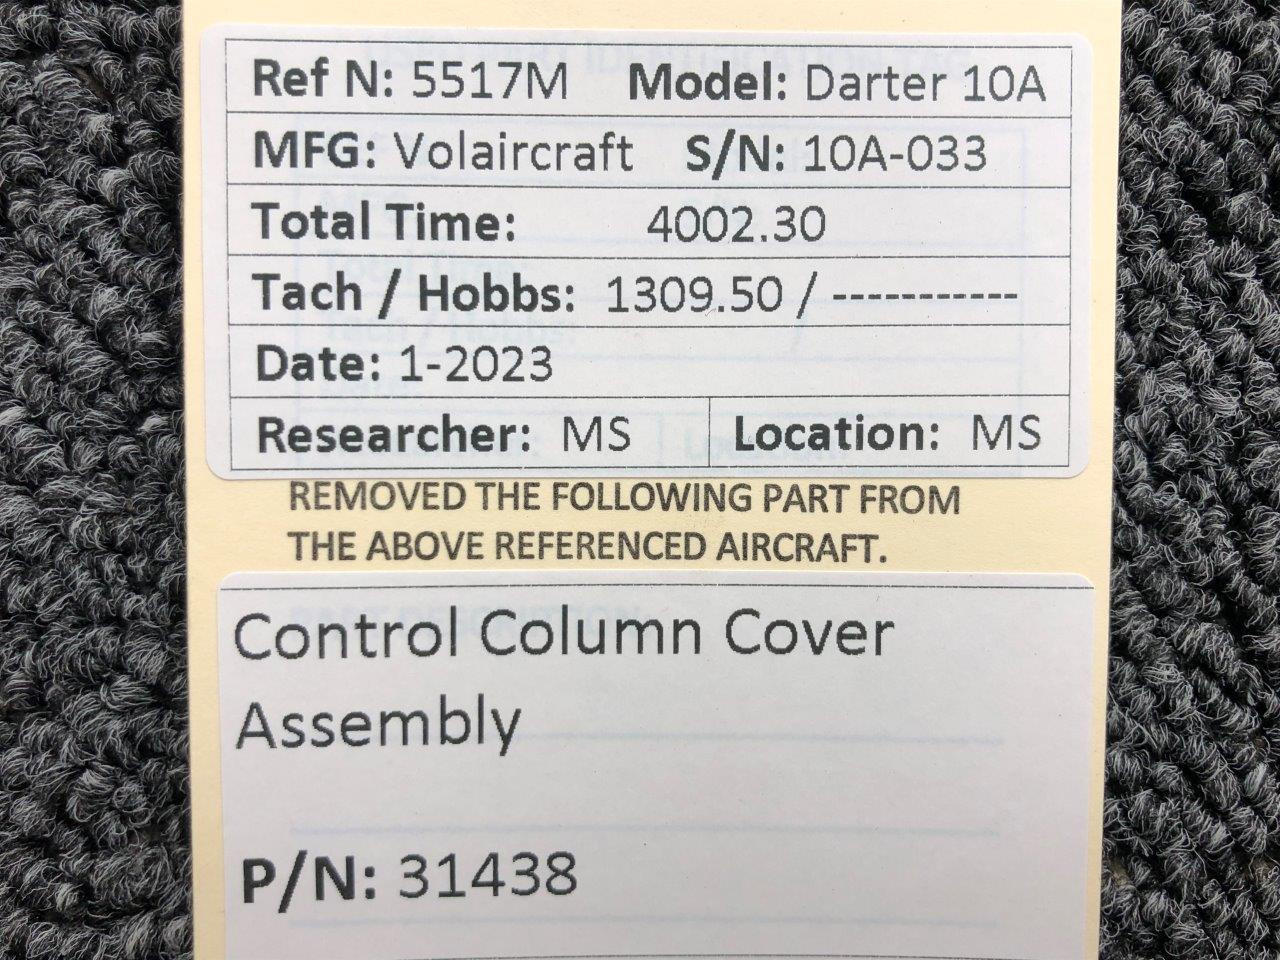 Ref N: 5517M Model: Darter 10A
MFG: Volaircraft S/N: 10A-033
Total Time: 4002.30
Tach / Hobbs: 1309.50 / -----------
Date: 1-2023
Researcher: MS Location: MS
REMOVED THE FOLLOWING PART FROM
THE ABOVE REFERENCED AIRCRAFT.
Control Column Cover
Assembly
P/N: 31438